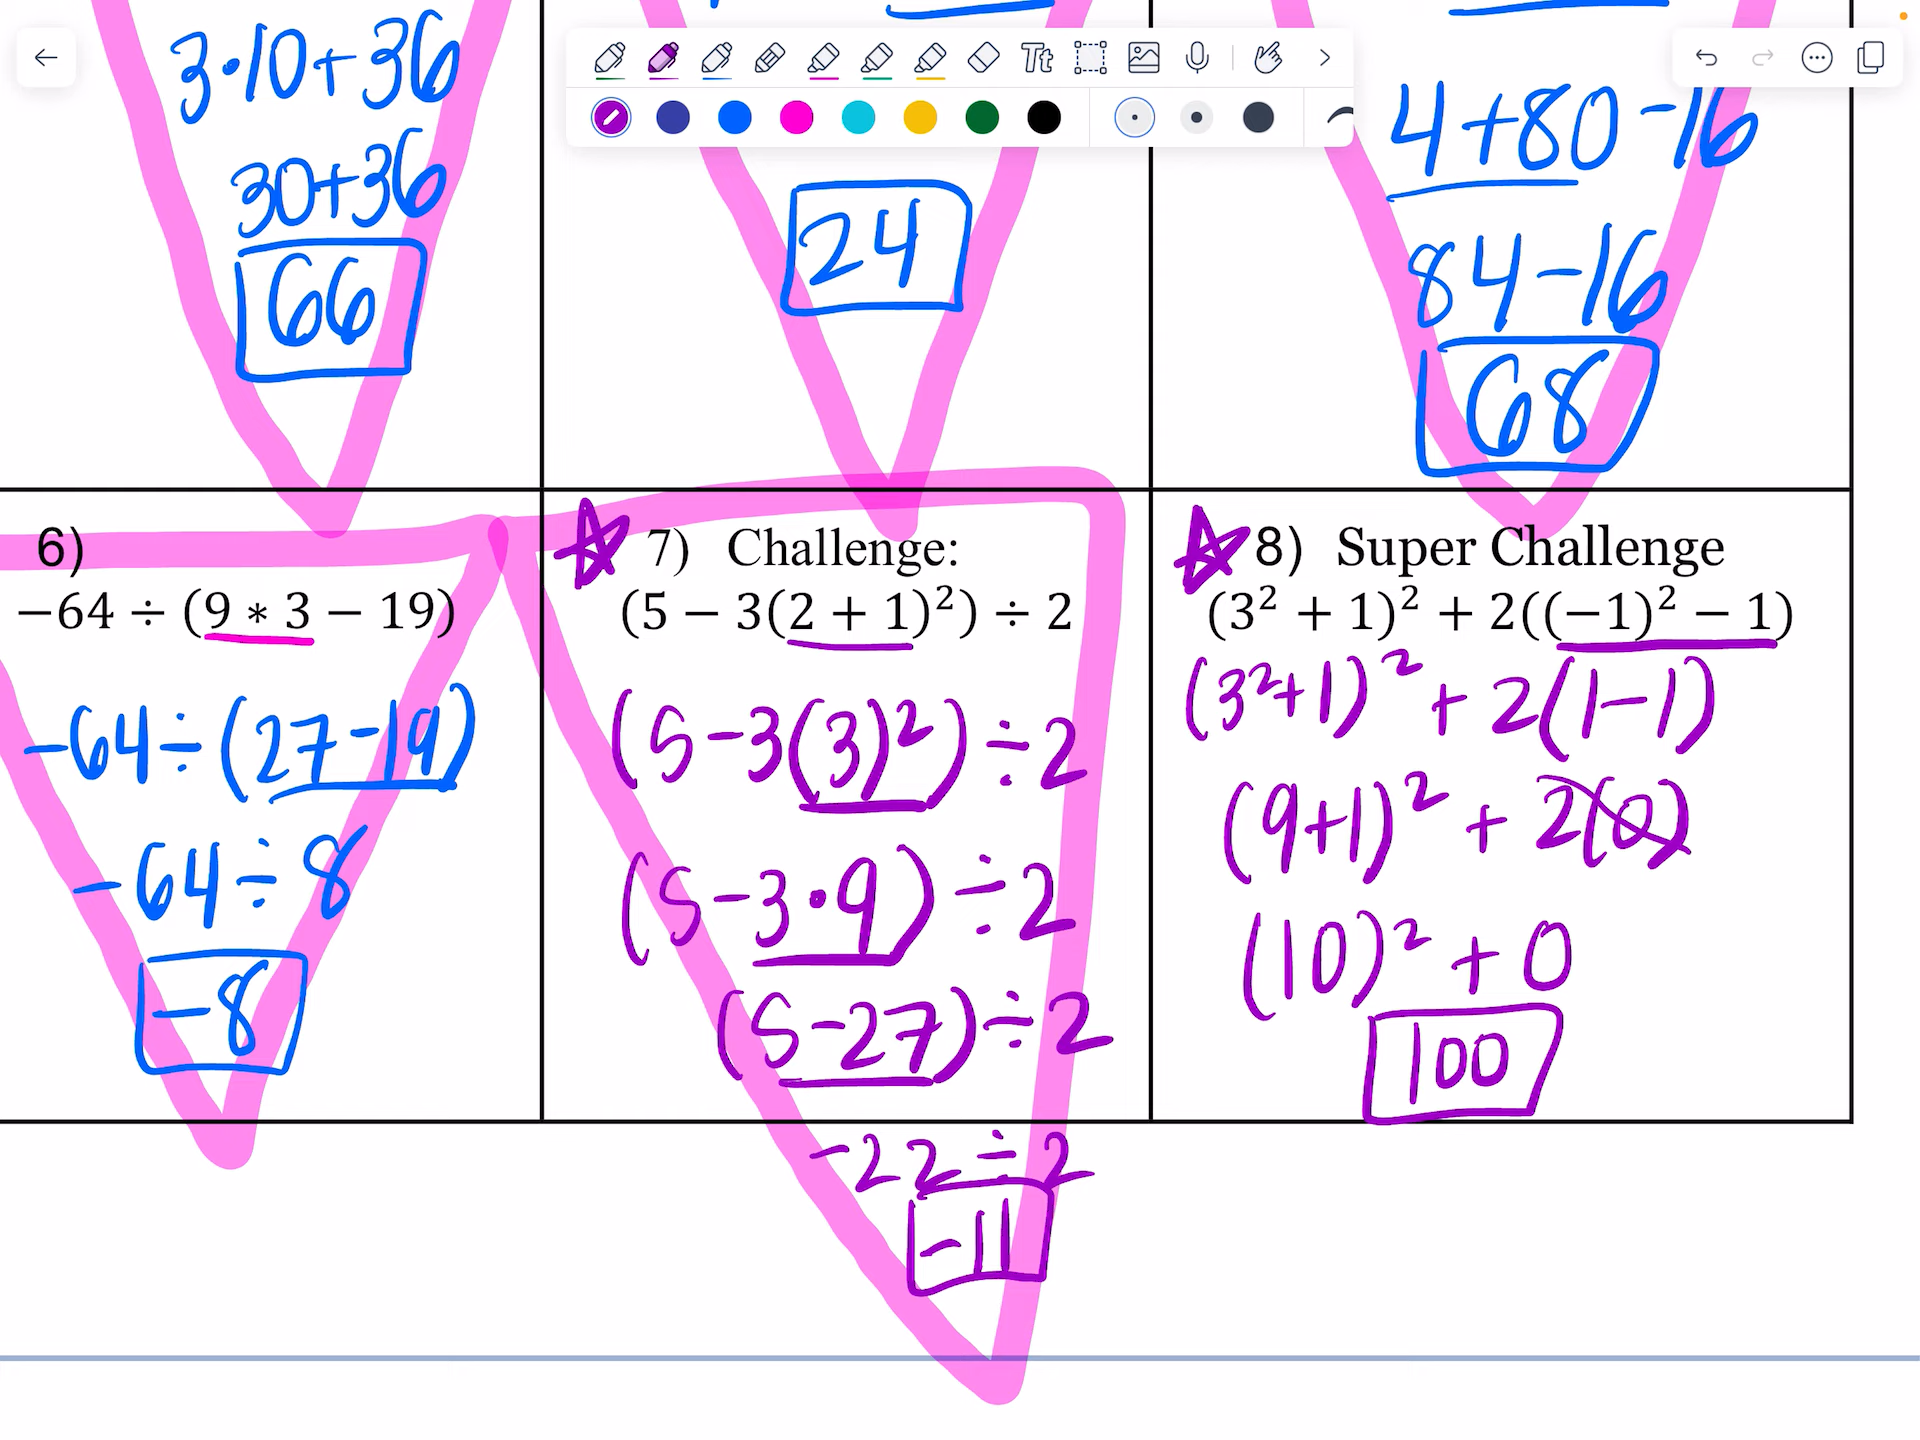 Tt
3·10+36
30+36
66
24
4+80-16
84-16
68
6)
−64 ÷ (9 ∗ 3 − 19)
-64÷(27-19)
-64÷8
-8
7) Challenge:
(5 − 3(2 + 1)²) ÷ 2
(5-3(3)²)÷2
(5-3·9)÷2
(5-27)÷2
-22÷2
-11
8) Super Challenge
(3² + 1)² + 2((−1)² − 1)
(3²+1)² + 2(1-1)
(9+1)² + 2(0)
(10)² + 0
100